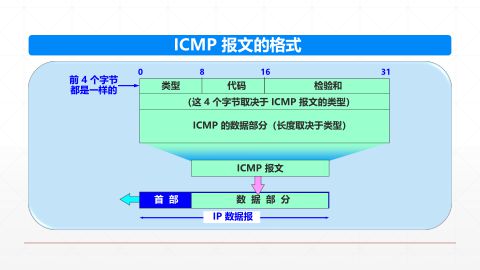 ICMP 报文的格式
前 4 个字节
都是一样的
0 8 16 31
类型 代码 检验和
(这 4 个字节取决于 ICMP 报文的类型)
ICMP 的数据部分（长度取决于类型）
ICMP 报文
首 部 数 据 部 分
IP 数据报